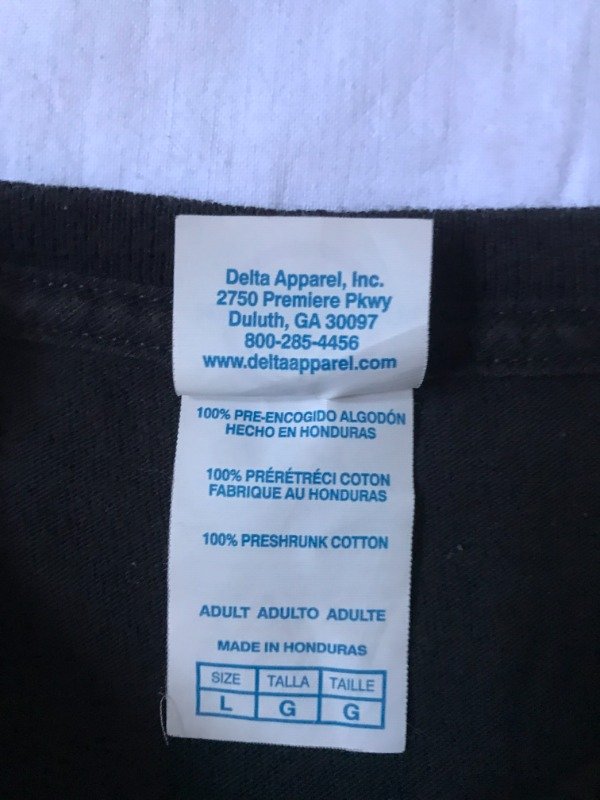 Delta Apparel, Inc.
2750 Premiere Pkwy
Duluth, GA 30097
800-285-4456
www.deltaapparel.com
100% PRE-ENCOGIDO ALGODÓN
HECHO EN HONDURAS
100% PRÉRÉTRÉCI COTON
FABRIQUE AU HONDURAS
100% PRESHRUNK COTTON
ADULT ADULTO ADULTE
MADE IN HONDURAS
SIZE TALLA TAILLE
L G G